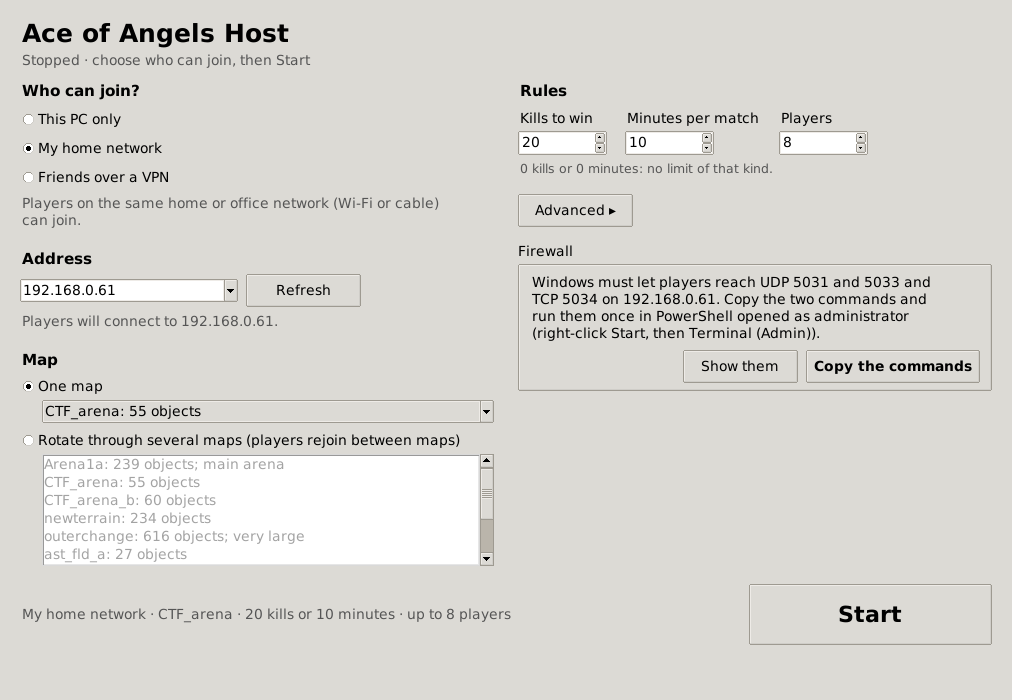 Ace of Angels Host
Stopped · choose who can join, then Start
Who can join?
This PC only
My home network
Friends over a VPN
Players on the same home or office network (Wi-Fi or cable)
can join.
Address
192.168.0.61
Refresh
Players will connect to 192.168.0.61.
Map
One map
CTF_arena: 55 objects
Rotate through several maps (players rejoin between maps)
Arena1a: 239 objects; main arena
CTF_arena: 55 objects
CTF_arena_b: 60 objects
newterrain: 234 objects
outerchange: 616 objects; very large
ast_fld_a: 27 objects
Rules
Kills to win Minutes per match Players
20 10 8
0 kills or 0 minutes: no limit of that kind.
Advanced ▸
Firewall
Windows must let players reach UDP 5031 and 5033 and
TCP 5034 on 192.168.0.61. Copy the two commands and
run them once in PowerShell opened as administrator
(right-click Start, then Terminal (Admin)).
Show them Copy the commands
My home network · CTF_arena · 20 kills or 10 minutes · up to 8 players
Start